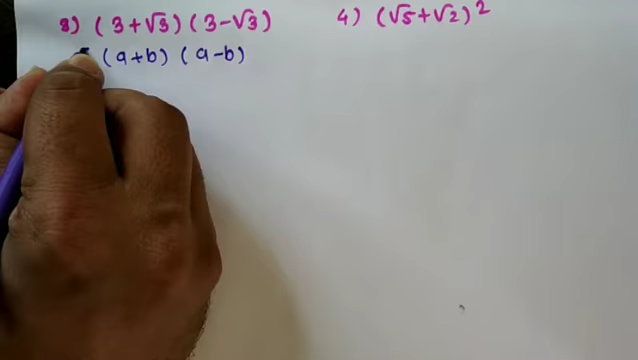 3) (3+√3) (3-√3)
4) (√5+√2)²
(a+b) (a-b)